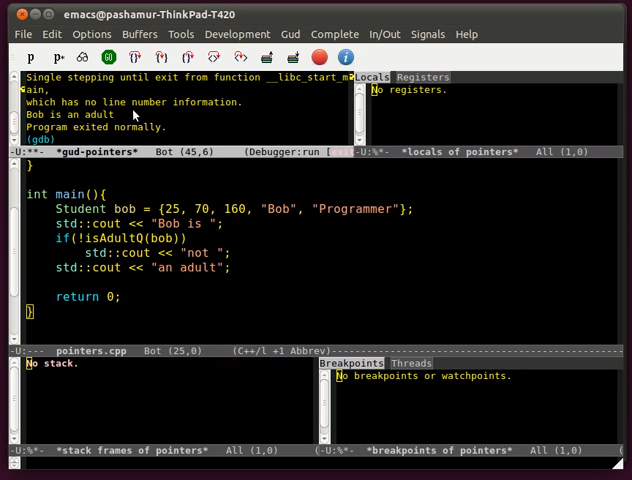 emacs@pashamur-ThinkPad-T420
File Edit Options Buffers Tools Development Gud Complete In/Out Signals Help
p p* GO
Single stepping until exit from function __libc_start_m
ain,
which has no line number information.
Bob is an adult
Program exited normally.
(gdb)
-U:**- *gud-pointers* Bot (45,6) (Debugger:run [exit
Locals Registers
No registers.
-U:%*- *locals of pointers* All (1,0)
}
int main(){
Student bob = {25, 70, 160, "Bob", "Programmer"};
std::cout << "Bob is ";
if(!isAdultQ(bob))
std::cout << "not ";
std::cout << "an adult";
return 0;
}
-U:--- pointers.cpp Bot (25,0) (C++/l +1 Abbrev)------------------------------------
No stack.
-U:%*- *stack frames of pointers* All (1,0) (
Breakpoints Threads
No breakpoints or watchpoints.
-U:%*- *breakpoints of pointers* All (1,0) (